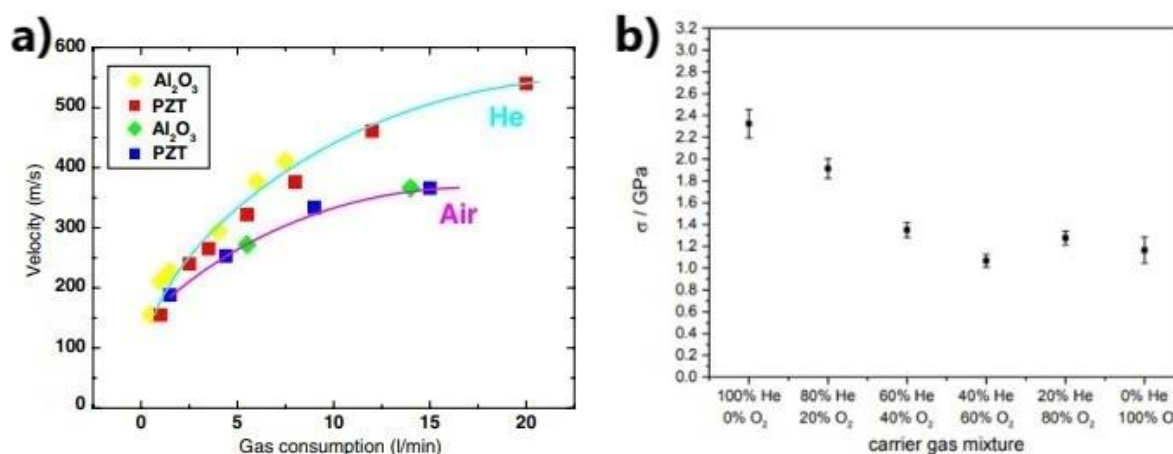 a)
600
500
400
300
200
100
0
Velocity (m/s)
Al₂O₃
PZT
Al₂O₃
PZT
He
Air
0 5 10 15 20
Gas consumption (l/min)
b)
3.2
3.0
2.8
2.6
2.4
2.2
2.0
1.8
1.6
1.4
1.2
1.0
0.8
0.6
0.4
0.2
0.0
σ / GPa
100% He 80% He 60% He 40% He 20% He 0% He
0% O₂ 20% O₂ 40% O₂ 60% O₂ 80% O₂ 100% O₂
carrier gas mixture